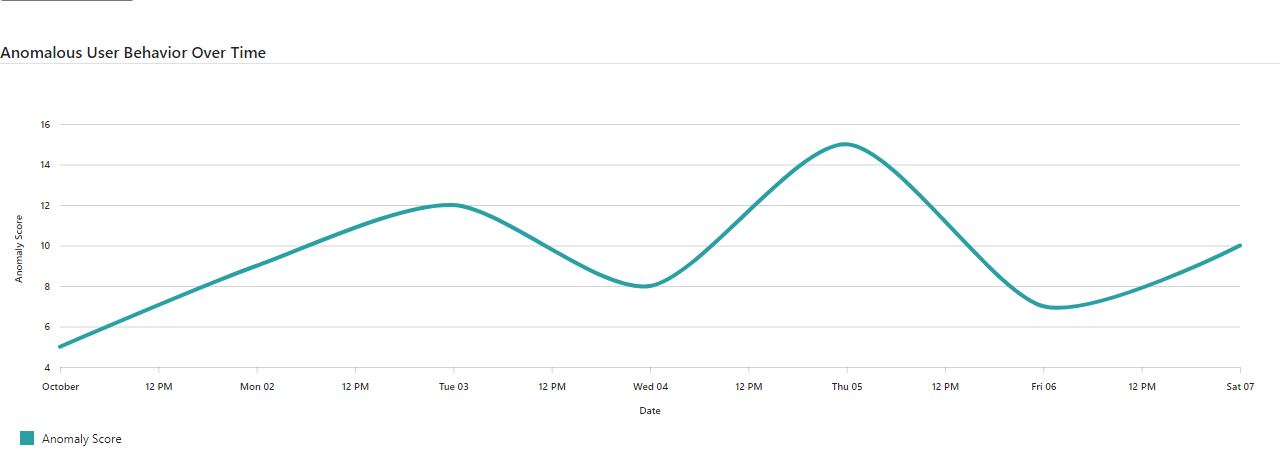 Anomalous User Behavior Over Time
16
14
12
10
8
6
4
Anomaly Score
October 12 PM Mon 02 12 PM Tue 03 12 PM Wed 04 12 PM Thu 05 12 PM Fri 06 12 PM Sat 07
Date
Anomaly Score